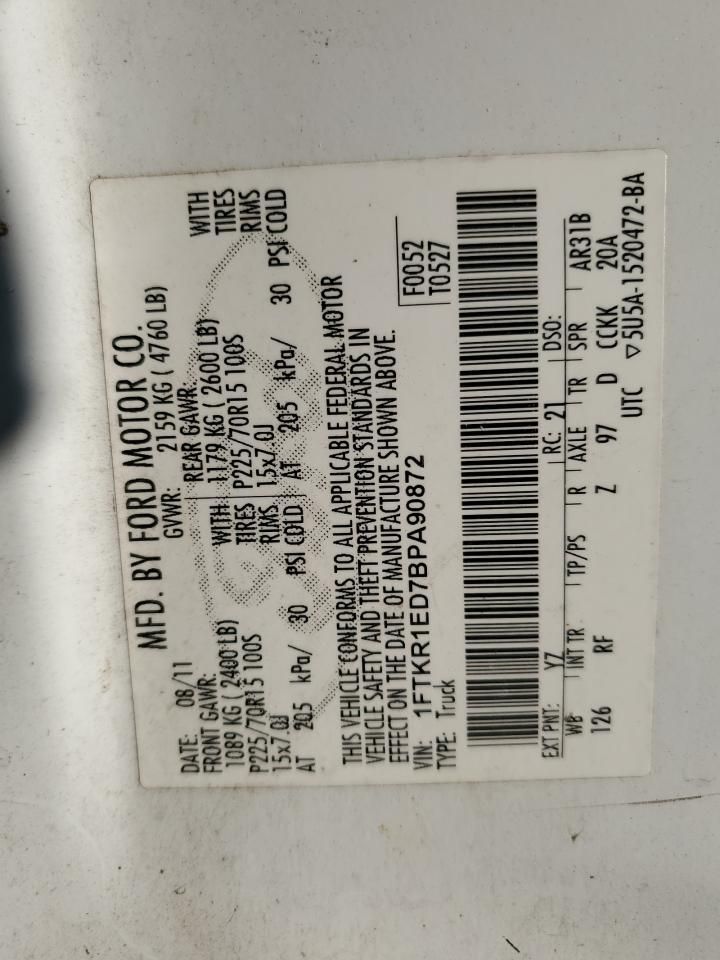 MFD. BY FORD MOTOR CO.
DATE: 08/11 GVWR: 2159 KG ( 4760 LB)
FRONT GAWR: REAR GAWR:
1089 KG ( 2400 LB) WITH 1179 KG ( 2600 LB) WITH
P225/70R15 100S TIRES P225/70R15 100S TIRES
15x7.0J RIMS 15x7.0J RIMS
AT 205 kPa/ 30 PSI COLD AT 205 kPa/ 30 PSI COLD
THIS VEHICLE CONFORMS TO ALL APPLICABLE FEDERAL MOTOR
VEHICLE SAFETY AND THEFT PREVENTION STANDARDS IN
EFFECT ON THE DATE OF MANUFACTURE SHOWN ABOVE.
VIN: 1FTKR1ED7BPA90872 F0052
TYPE: Truck T0527
EXT PNT: YZ RC: 21 DSO:
WB INT TR TP/PS R AXLE TR SPR AR31B
126 RF Z 97 D CCKK 20A
UTC ▽5U5A-1520472-BA